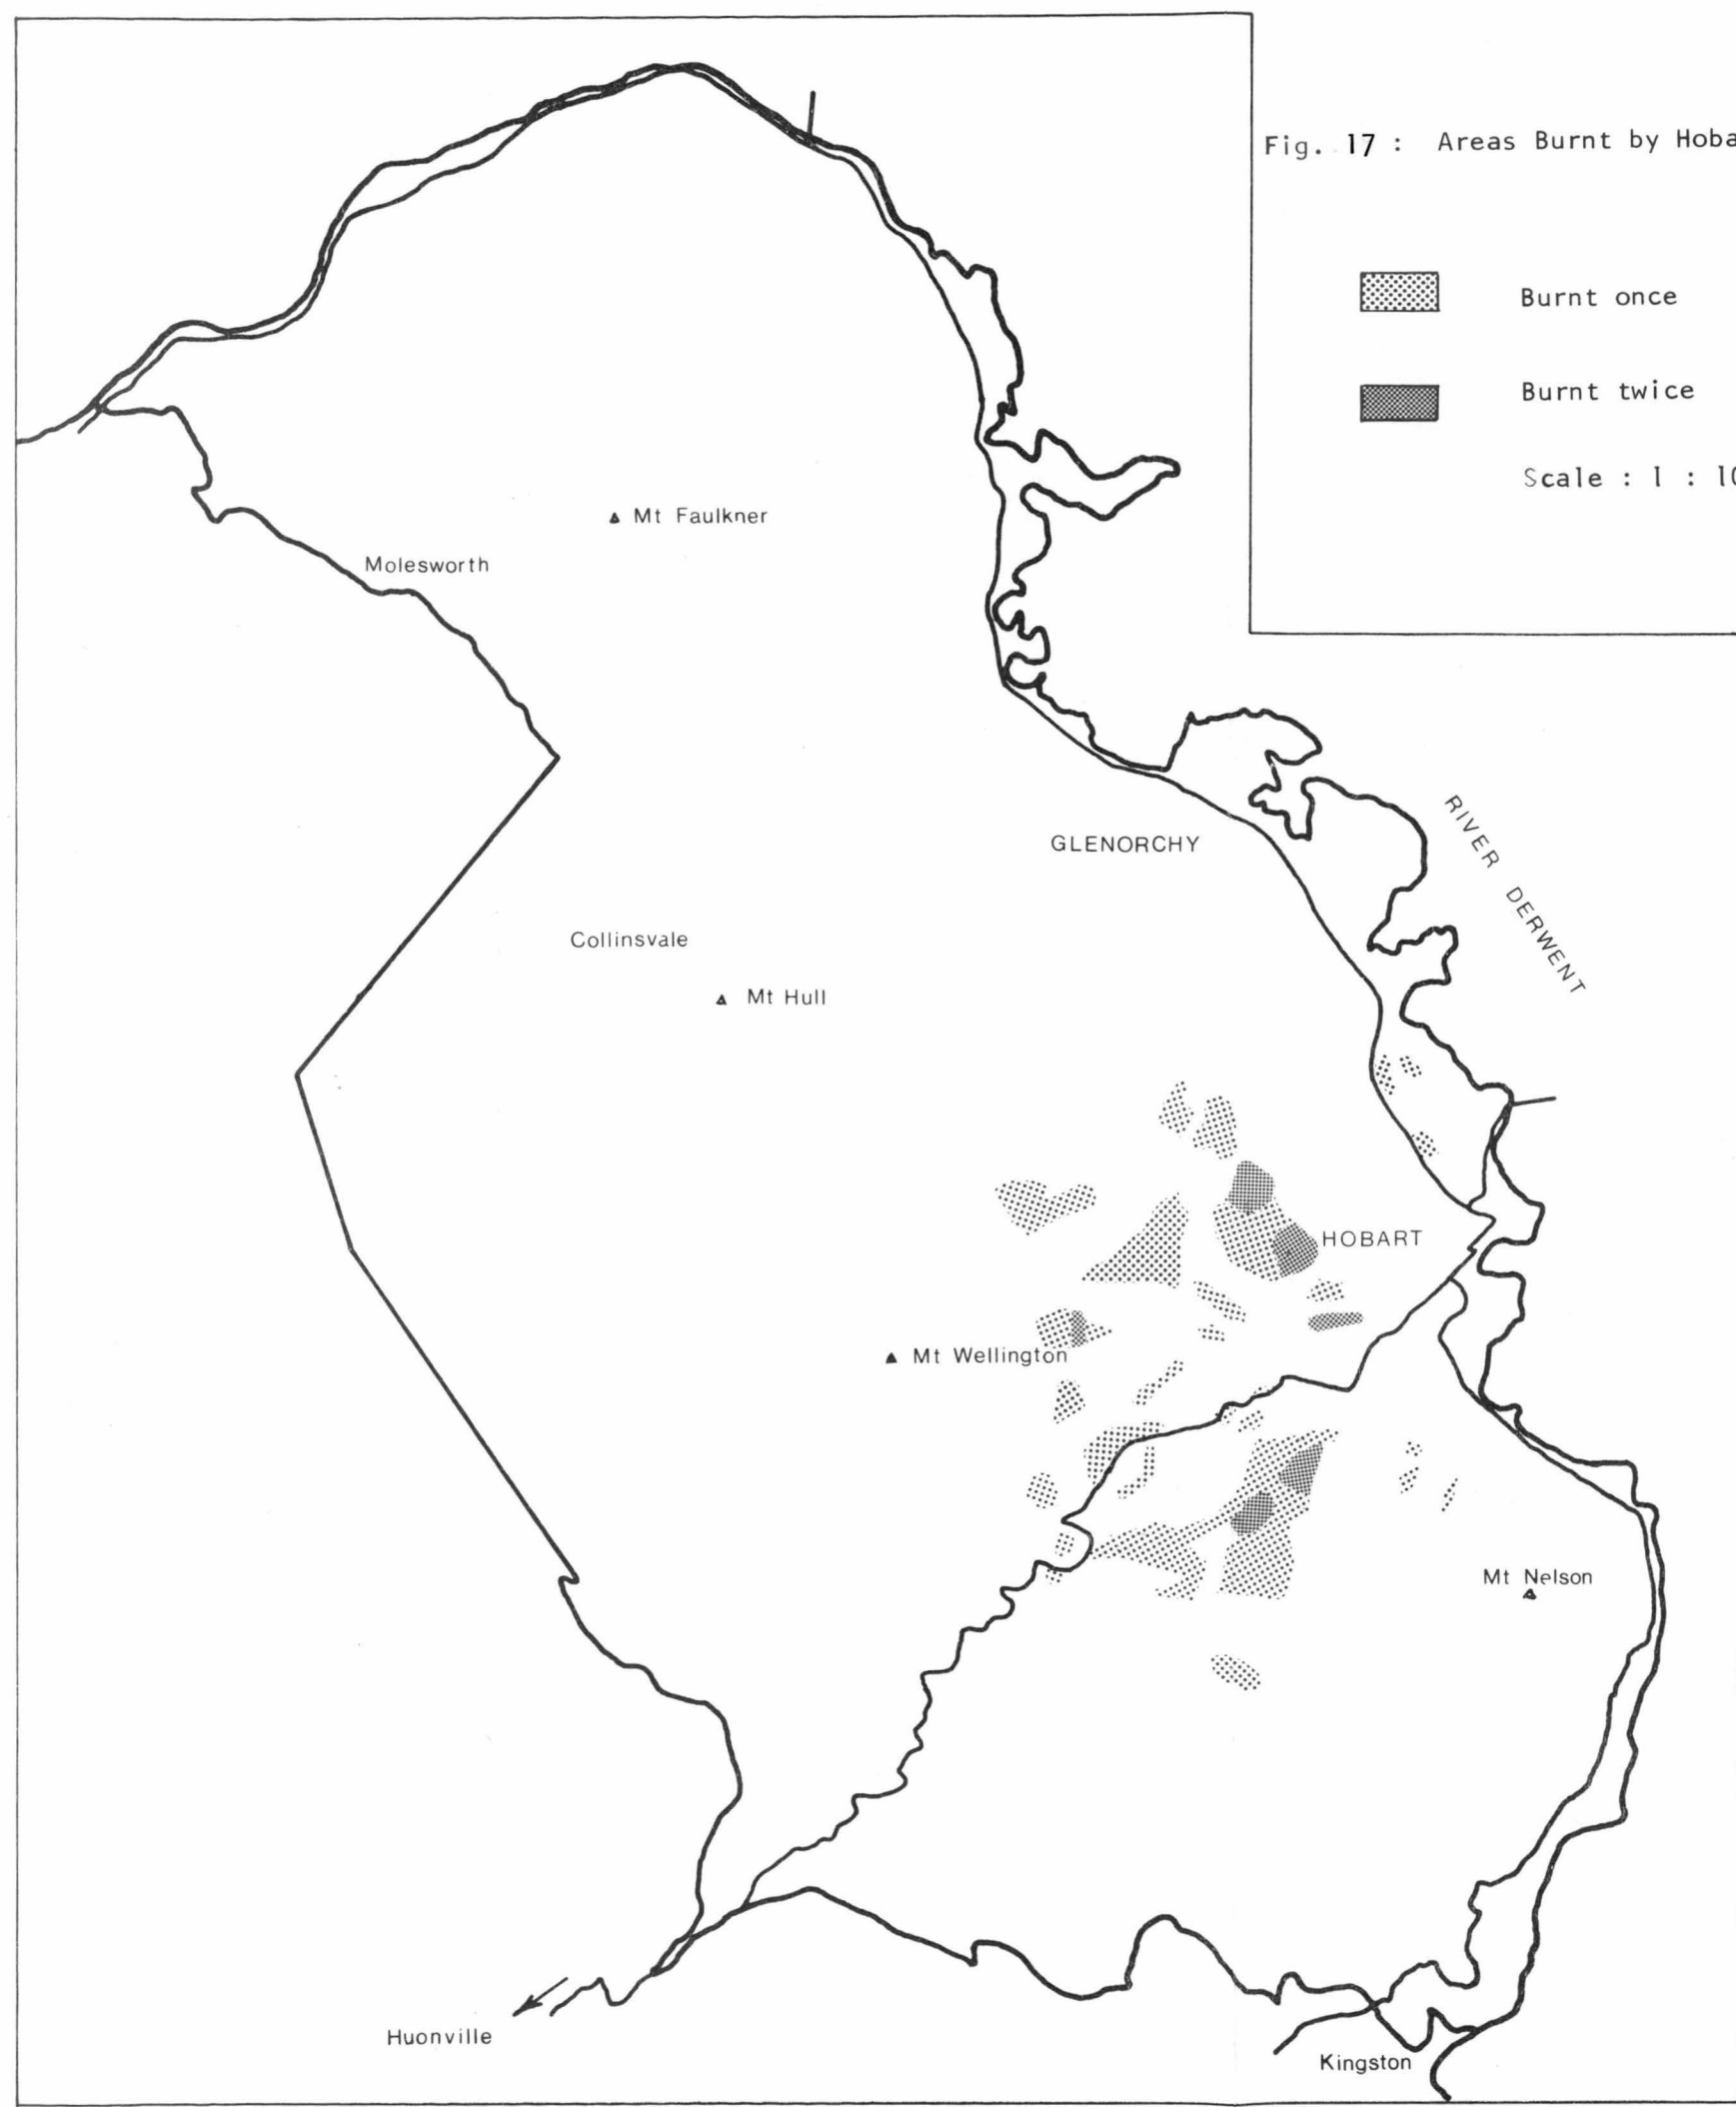 Fig. 17 : Areas Burnt by Hoba
Burnt once
Burnt twice
Scale : 1 : 10
Mt Faulkner
Molesworth
GLENORCHY
RIVER DERWENT
Collinsvale
Mt Hull
HOBART
Mt Wellington
Mt Nelson
Huonville
Kingston